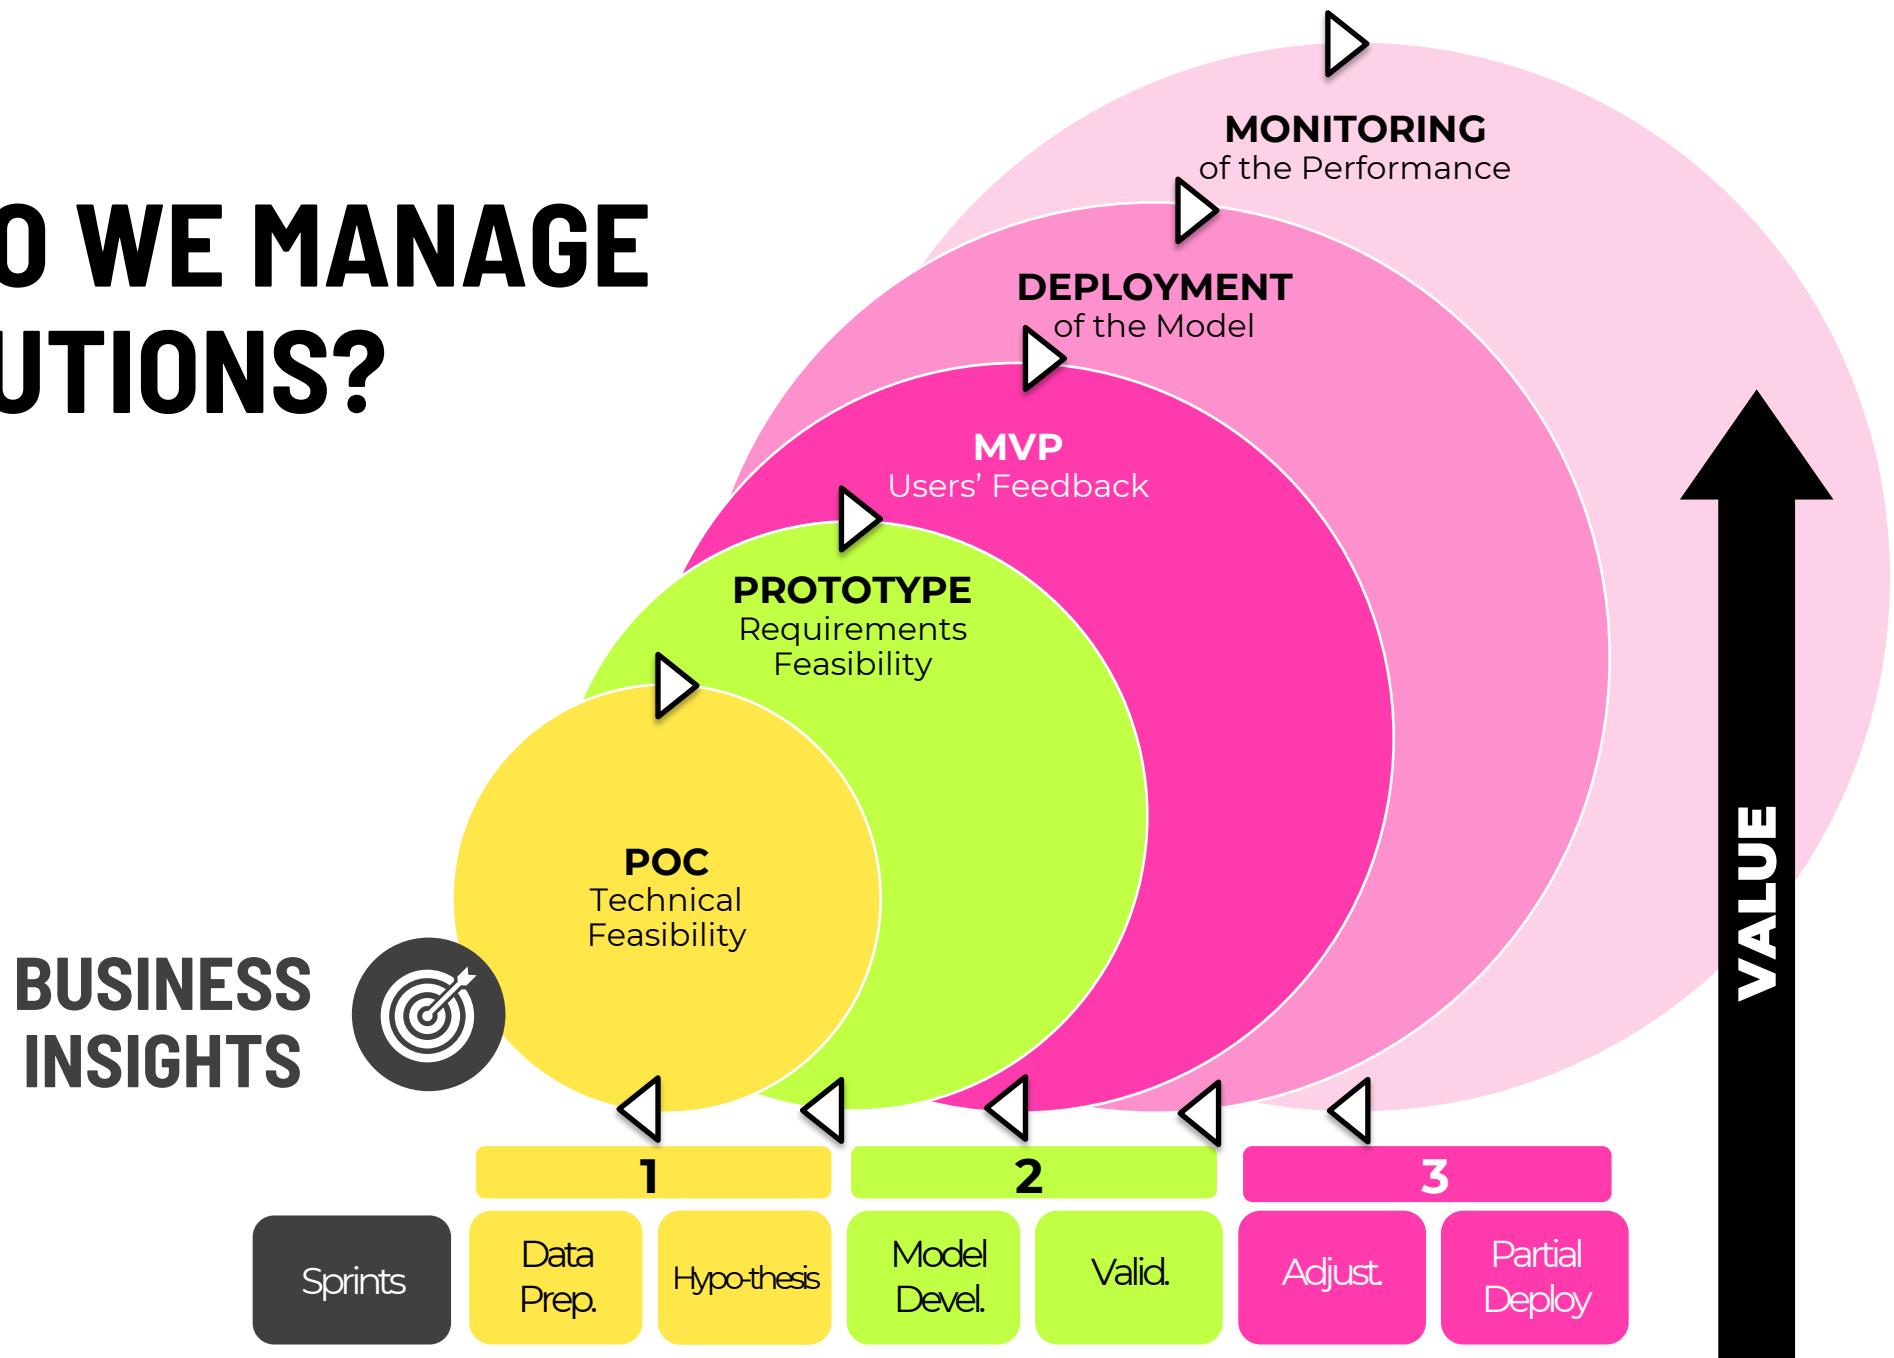 O WE MANAGE
UTIONS?
MONITORING
of the Performance
DEPLOYMENT
of the Model
MVP
Users’ Feedback
PROTOTYPE
Requirements
Feasibility
POC
Technical
Feasibility
BUSINESS
INSIGHTS
VALUE
1
2
3
Sprints
Data
Prep.
Hypo-thesis
Model
Devel.
Valid.
Adjust.
Partial
Deploy